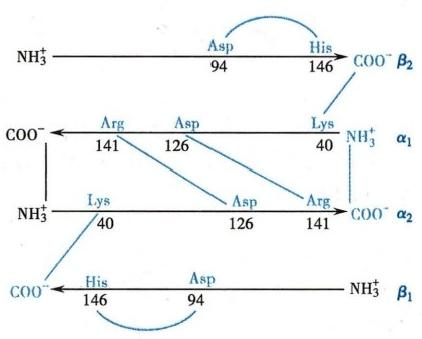 Asp His
NH₃⁺ 94 146 COO⁻ β₂
Arg Asp Lys
COO⁻ 141 126 40 NH₃⁺ α₁
Lys Asp Arg
NH₃⁺ 40 126 141 COO⁻ α₂
His Asp
COO⁻ 146 94 NH₃⁺ β₁